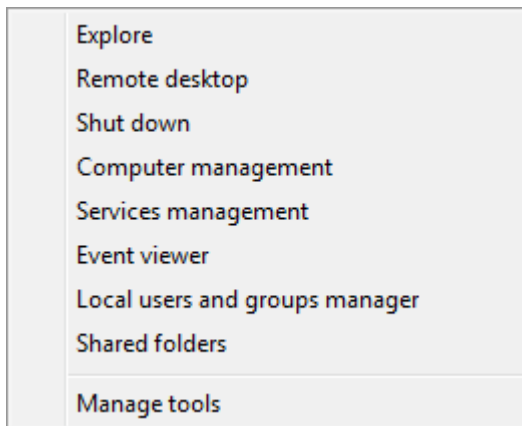 Explore
Remote desktop
Shut down
Computer management
Services management
Event viewer
Local users and groups manager
Shared folders
Manage tools